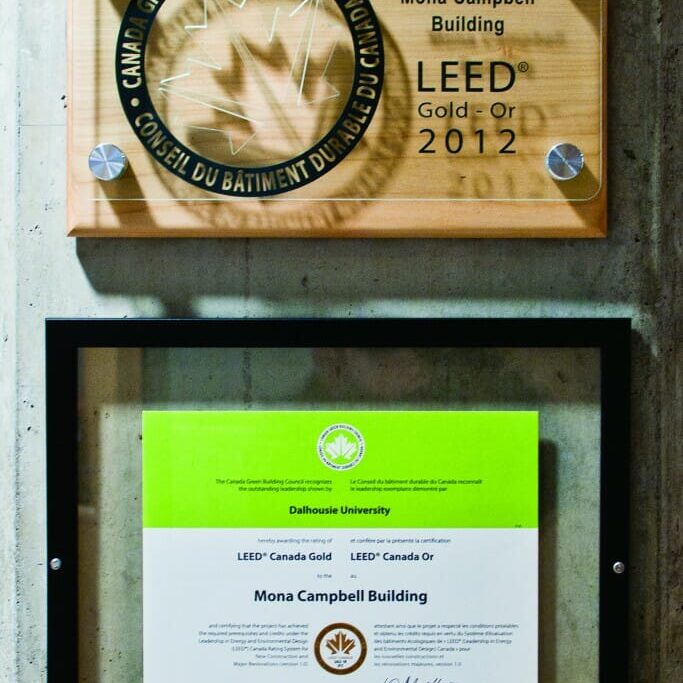 CANADA G
CONSEIL DU BÂTIMENT DURABLE DU CANADA
Mona Campbell
Building
LEED®
Gold - Or
2012
The Canada Green Building Council recognizes
the outstanding leadership shown by
Le Conseil du bâtiment durable du Canada reconnaît
le leadership exemplaire démontré par
Dalhousie University
hereby awarding the rating of
et confère par la présente la certification
LEED® Canada Gold
LEED® Canada Or
to the
au
Mona Campbell Building
and certifying that the project has achieved
the required prerequisites and credits under the
Leadership in Energy and Environmental Design
(LEED®) Canada Rating System for
New Construction and
Major Renovations (version 1.0)
attestant ainsi que le projet a respecté les conditions préalables
et obtenu les crédits requis en vertu du Système d'évaluation
des bâtiments écologiques de « LEED® (Leadership in Energy
and Environmental Design) Canada » pour
les nouvelles constructions et
les rénovations majeures, version 1.0